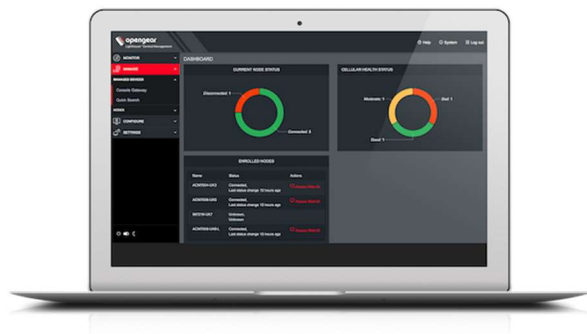 opengear
Lighthouse Central Management
Help
System
Log out
MONITOR
MANAGE
MANAGED DEVICES
Console Gateway
Quick Search
NODES
CONFIGURE
SETTINGS
DASHBOARD
CURRENT NODE STATUS
Disconnected 1
Connected 3
CELLULAR HEALTH STATUS
Moderate 1
Bad 1
Good 1
ENROLLED NODES
Name Status Actions
Connected,
Last status change 10 hours ago
Connected,
Last status change 10 hours ago
Unknown,
Unknown
Connected,
Last status change 10 hours ago